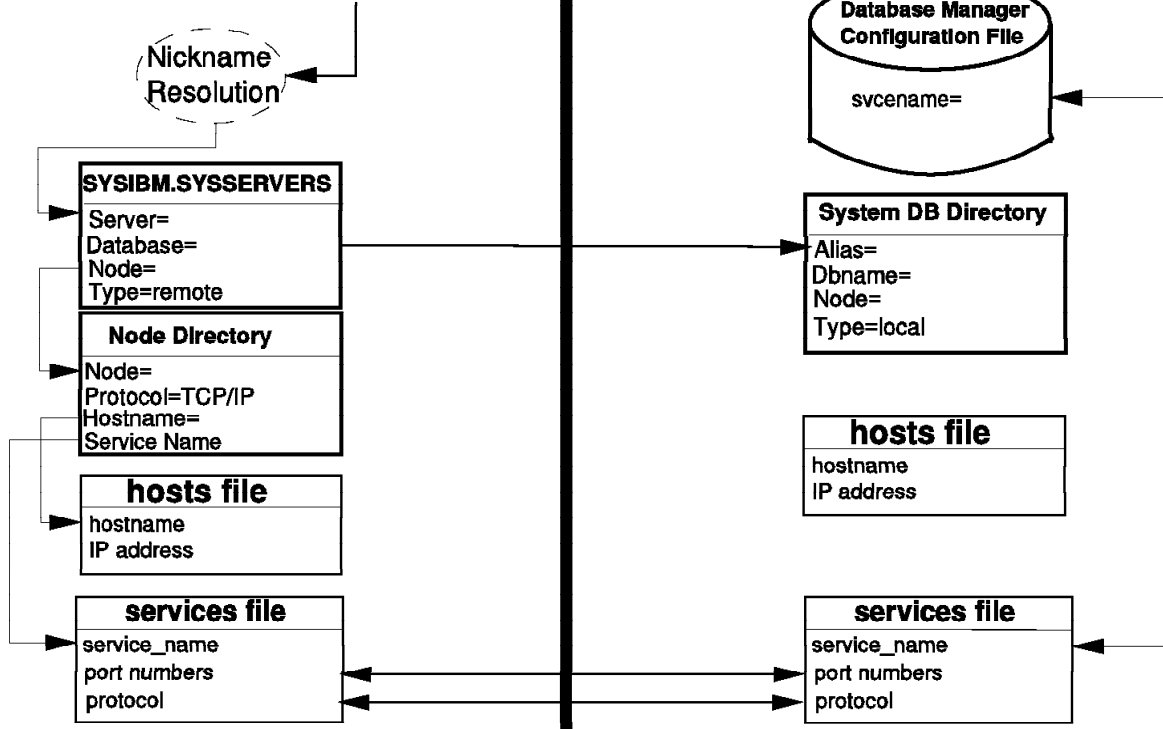 Nickname
Resolution
SYSIBM.SYSSERVERS
Server=
Database=
Node=
Type=remote
Node Directory
Node=
Protocol=TCP/IP
Hostname=
Service Name
hosts file
hostname
IP address
services file
service_name
port numbers
protocol
Database Manager
Configuration File
svcename=
System DB Directory
Alias=
Dbname=
Node=
Type=local
hosts file
hostname
IP address
services file
service_name
port numbers
protocol